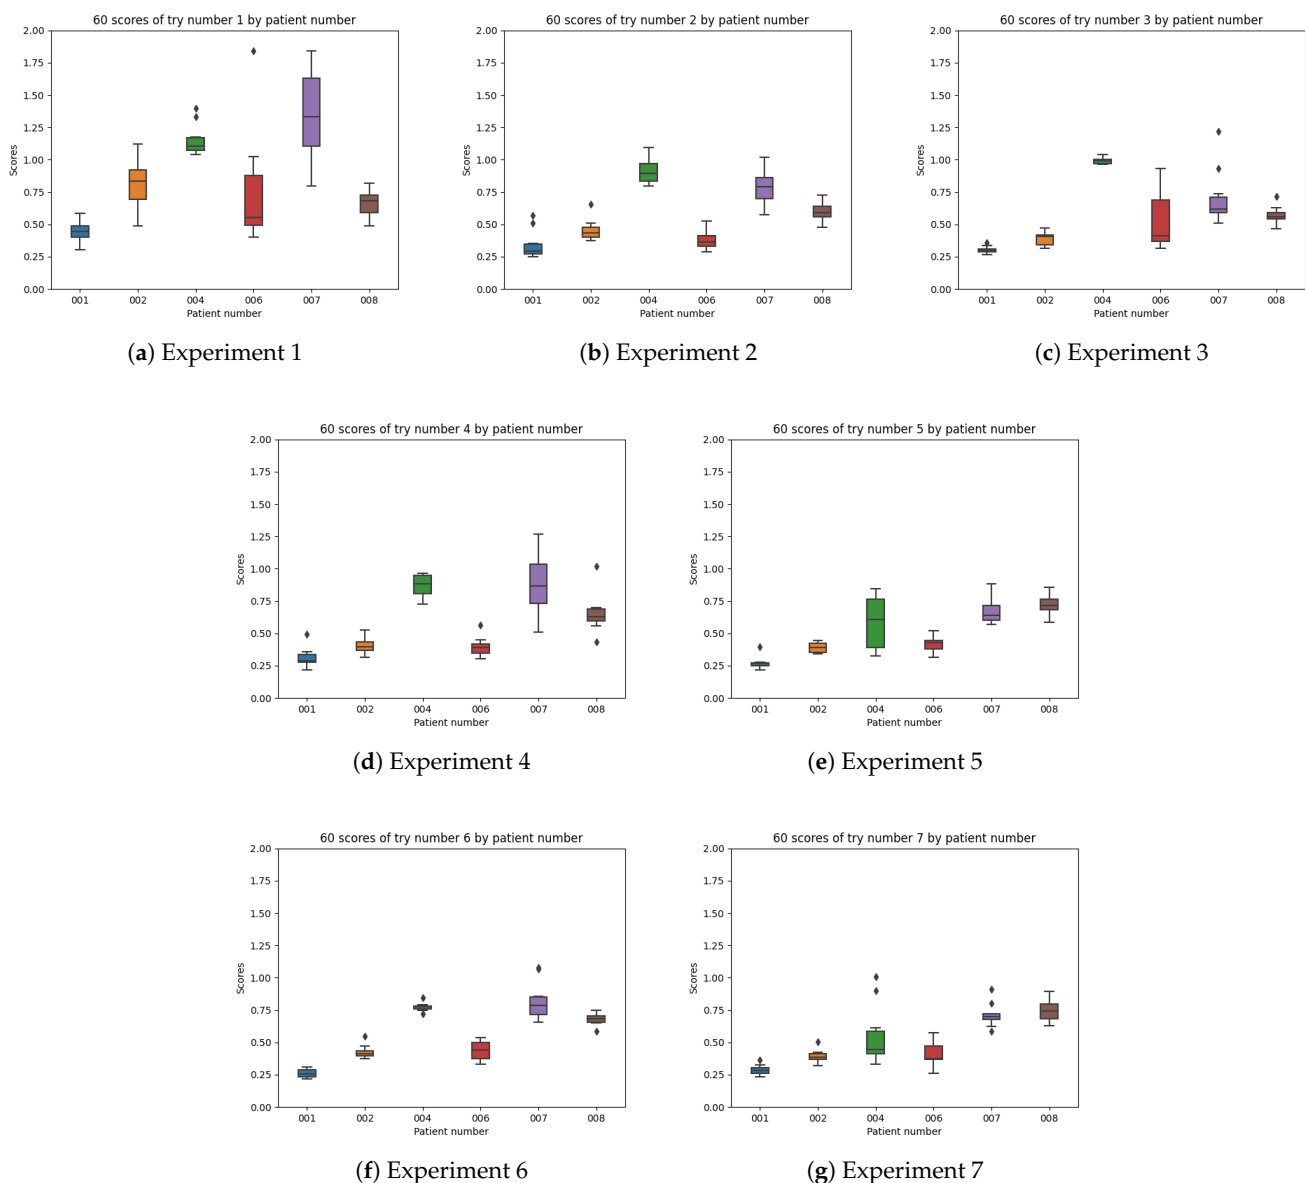 60 scores of try number 1 by patient number
2.00
1.75
1.50
1.25
1.00
0.75
0.50
0.25
0.00
Scores
001 002 004 006 007 008
Patient number
(a) Experiment 1
60 scores of try number 2 by patient number
2.00
1.75
1.50
1.25
1.00
0.75
0.50
0.25
0.00
Scores
001 002 004 006 007 008
Patient number
(b) Experiment 2
60 scores of try number 3 by patient number
2.00
1.75
1.50
1.25
1.00
0.75
0.50
0.25
0.00
Scores
001 002 004 006 007 008
Patient number
(c) Experiment 3
60 scores of try number 4 by patient number
2.00
1.75
1.50
1.25
1.00
0.75
0.50
0.25
0.00
Scores
001 002 004 006 007 008
Patient number
(d) Experiment 4
60 scores of try number 5 by patient number
2.00
1.75
1.50
1.25
1.00
0.75
0.50
0.25
0.00
Scores
001 002 004 006 007 008
Patient number
(e) Experiment 5
60 scores of try number 6 by patient number
2.00
1.75
1.50
1.25
1.00
0.75
0.50
0.25
0.00
Scores
001 002 004 006 007 008
Patient number
(f) Experiment 6
60 scores of try number 7 by patient number
2.00
1.75
1.50
1.25
1.00
0.75
0.50
0.25
0.00
Scores
001 002 004 006 007 008
Patient number
(g) Experiment 7